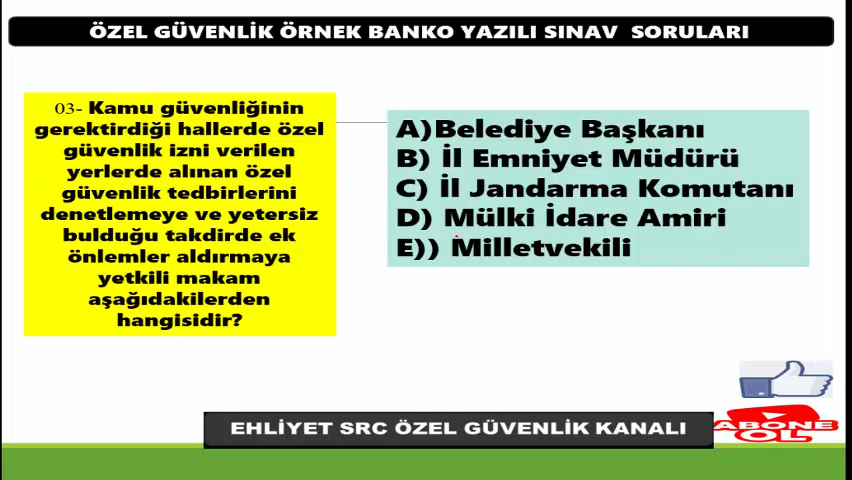 ÖZEL GÜVENLİK ÖRNEK BANKO YAZILI SINAV SORULARI
03- Kamu güvenliğinin
gerektirdiği hallerde özel
güvenlik izni verilen
yerlerde alınan özel
güvenlik tedbirlerini
denetlemeye ve yetersiz
bulduğu takdirde ek
önlemler aldırmaya
yetkili makam
aşağıdakilerden
hangisidir?
A)Belediye Başkanı
B) İl Emniyet Müdürü
C) İl Jandarma Komutanı
D) Mülki İdare Amiri
E)) Milletvekili
EHLİYET SRC ÖZEL GÜVENLİK KANALI
ABONE
OL